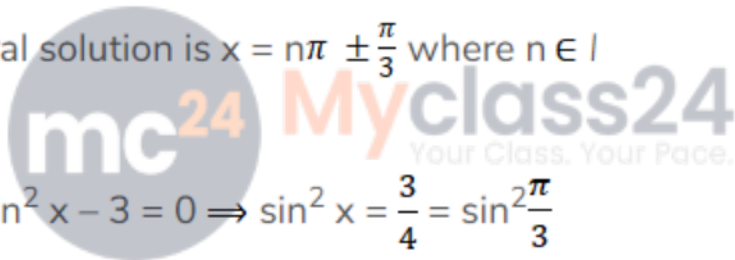 al solution is x = nπ ± π/3 where n ∈ I
mc24 Myclass24
Your Class. Your Pace.
n² x – 3 = 0 ⟹ sin² x = 3/4 = sin² π/3